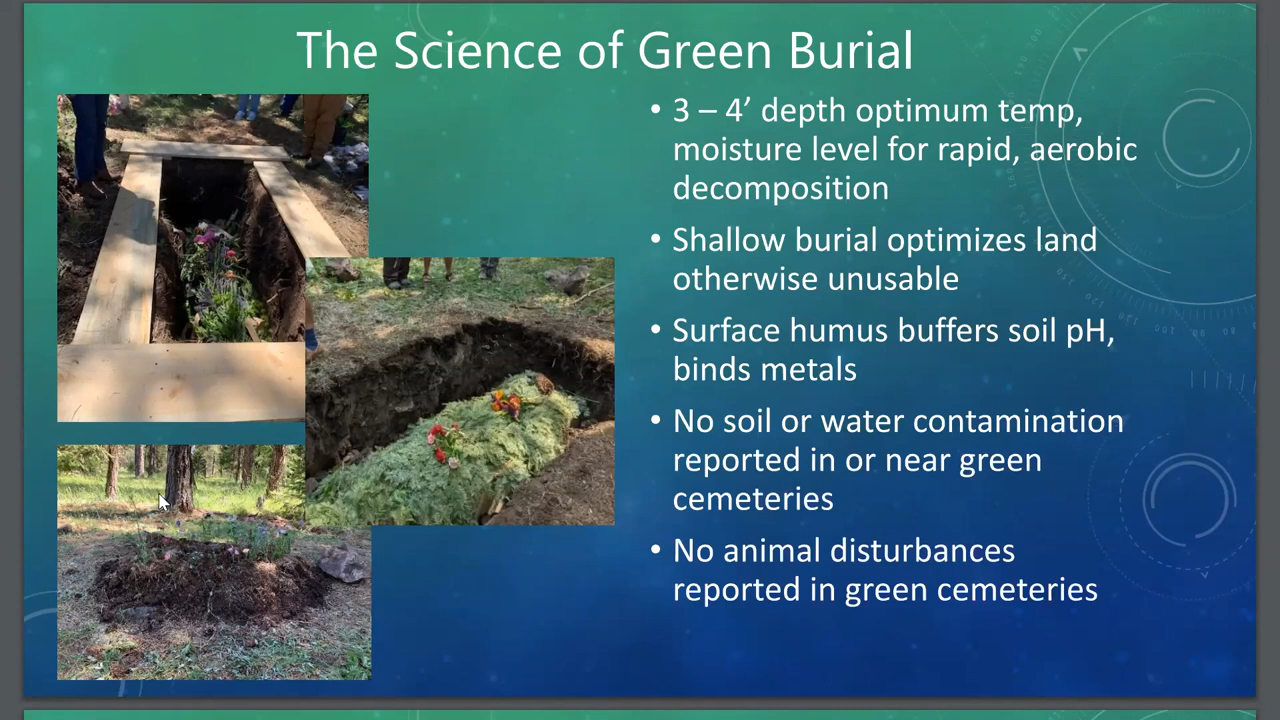 The Science of Green Burial
• 3 – 4’ depth optimum temp,
moisture level for rapid, aerobic
decomposition
• Shallow burial optimizes land
otherwise unusable
• Surface humus buffers soil pH,
binds metals
• No soil or water contamination
reported in or near green
cemeteries
• No animal disturbances
reported in green cemeteries